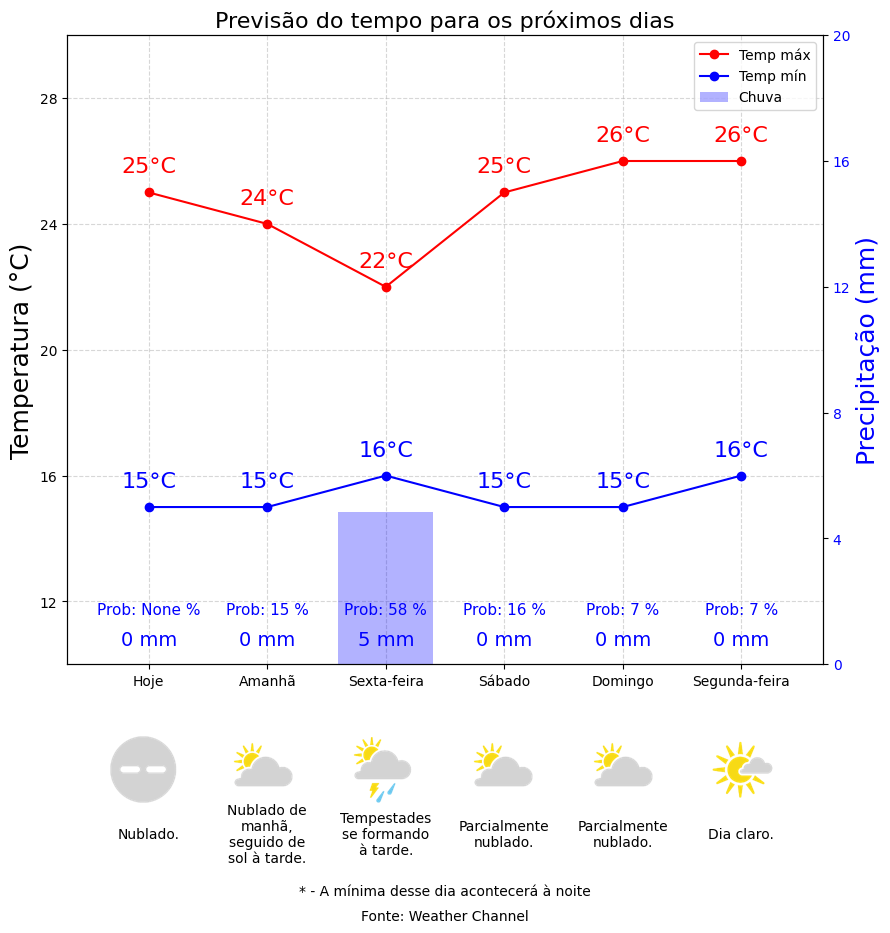 Previsão do tempo para os próximos dias
Temp máx
Temp mín
Chuva
Temperatura (°C)
28
24
20
16
12
Precipitação (mm)
20
16
12
8
4
0
25°C
24°C
22°C
25°C
26°C
26°C
15°C
15°C
16°C
15°C
15°C
16°C
Prob: None %
Prob: 15 %
Prob: 58 %
Prob: 16 %
Prob: 7 %
Prob: 7 %
0 mm
0 mm
5 mm
0 mm
0 mm
0 mm
Hoje
Amanhã
Sexta-feira
Sábado
Domingo
Segunda-feira
Nublado.
Nublado de
manhã,
seguido de
sol à tarde.
Tempestades
se formando
à tarde.
Parcialmente
nublado.
Parcialmente
nublado.
Dia claro.
* - A mínima desse dia acontecerá à noite
Fonte: Weather Channel